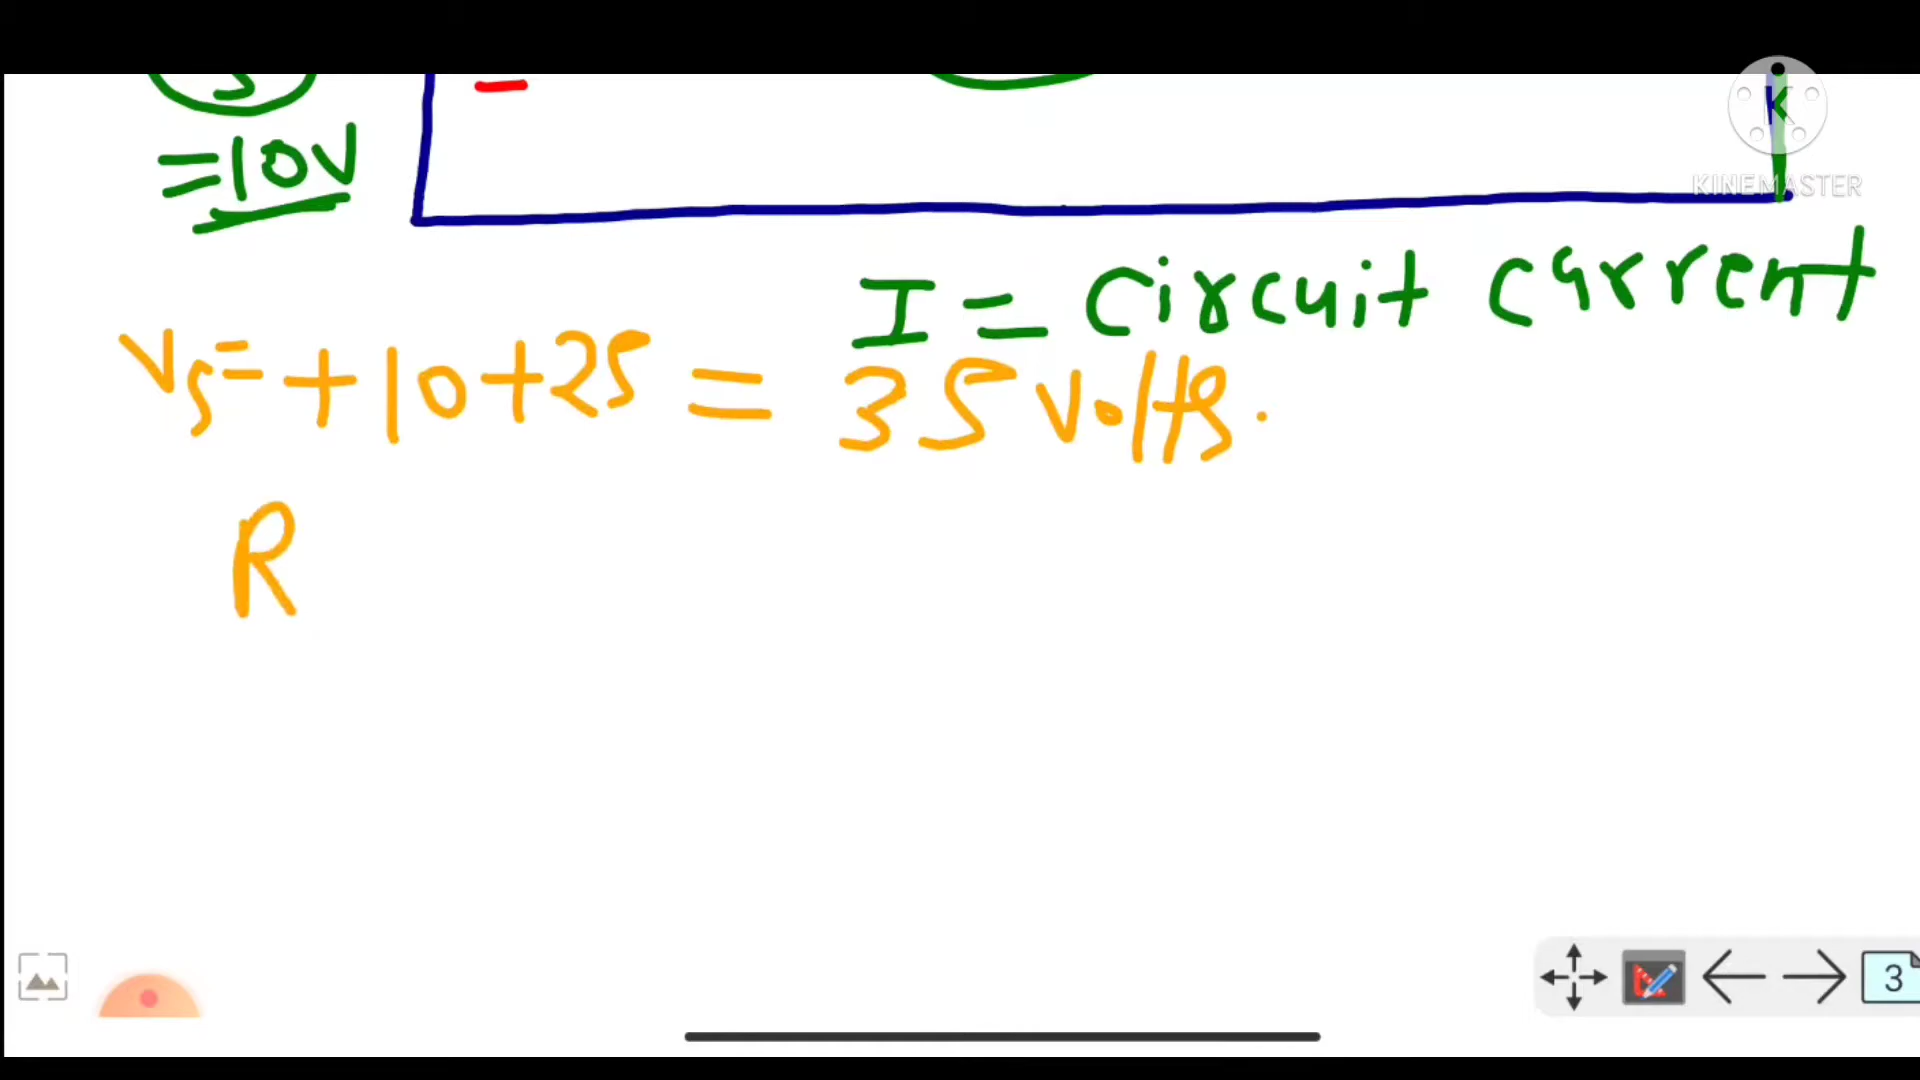 =10V
K
KINEMASTER
I = Circuit current
Vs= +10+25 = 35 Volts.
R
3